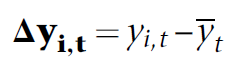 Δy_{i,t} = y_{i,t} − ȳ_t